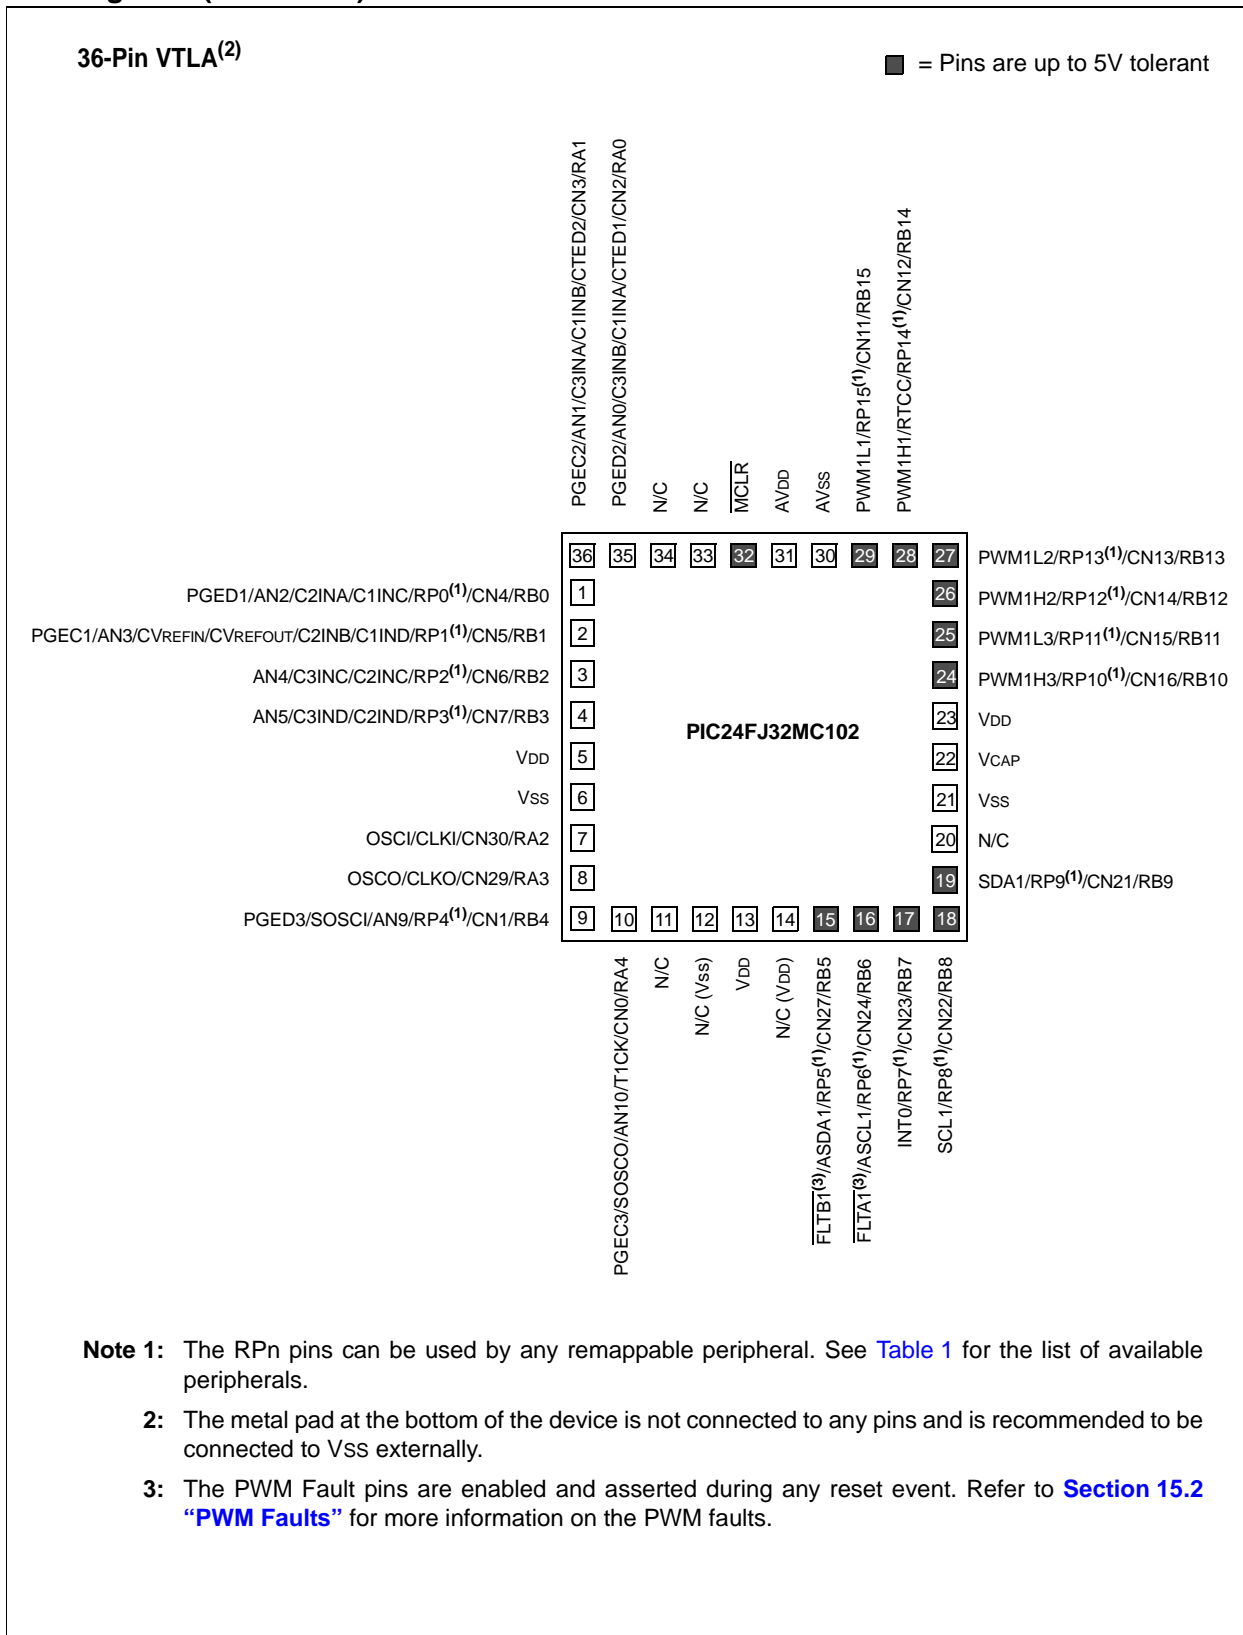 36-Pin VTLA(2)
= Pins are up to 5V tolerant
PGEC2/AN1/C3INA/C1INB/CTED2/CN3/RA1
PGED2/AN0/C3INB/C1INA/CTED1/CN2/RA0
N/C
N/C
MCLR
AVDD
AVSS
PWM1L1/RP15(1)/CN11/RB15
PWM1H1/RTCC/RP14(1)/CN12/RB14
36 35 34 33 32 31 30 29 28 27 PWM1L2/RP13(1)/CN13/RB13
PGED1/AN2/C2INA/C1INC/RP0(1)/CN4/RB0 1 26 PWM1H2/RP12(1)/CN14/RB12
PGEC1/AN3/CVREFIN/CVREFOUT/C2INB/C1IND/RP1(1)/CN5/RB1 2 25 PWM1L3/RP11(1)/CN15/RB11
AN4/C3INC/C2INC/RP2(1)/CN6/RB2 3 24 PWM1H3/RP10(1)/CN16/RB10
AN5/C3IND/C2IND/RP3(1)/CN7/RB3 4 23 VDD
PIC24FJ32MC102
VDD 5 22 VCAP
VSS 6 21 VSS
OSCI/CLKI/CN30/RA2 7 20 N/C
OSCO/CLKO/CN29/RA3 8 19 SDA1/RP9(1)/CN21/RB9
PGED3/SOSCI/AN9/RP4(1)/CN1/RB4 9 10 11 12 13 14 15 16 17 18
PGEC3/SOSCO/AN10/T1CK/CN0/RA4
N/C
N/C (Vss)
VDD
N/C (VDD)
FLTB1(3)/ASDA1/RP5(1)/CN27/RB5
FLTA1(3)/ASCL1/RP6(1)/CN24/RB6
INT0/RP7(1)/CN23/RB7
SCL1/RP8(1)/CN22/RB8
Note 1: The RPn pins can be used by any remappable peripheral. See Table 1 for the list of available
peripherals.
2: The metal pad at the bottom of the device is not connected to any pins and is recommended to be
connected to VSS externally.
3: The PWM Fault pins are enabled and asserted during any reset event. Refer to Section 15.2
“PWM Faults” for more information on the PWM faults.